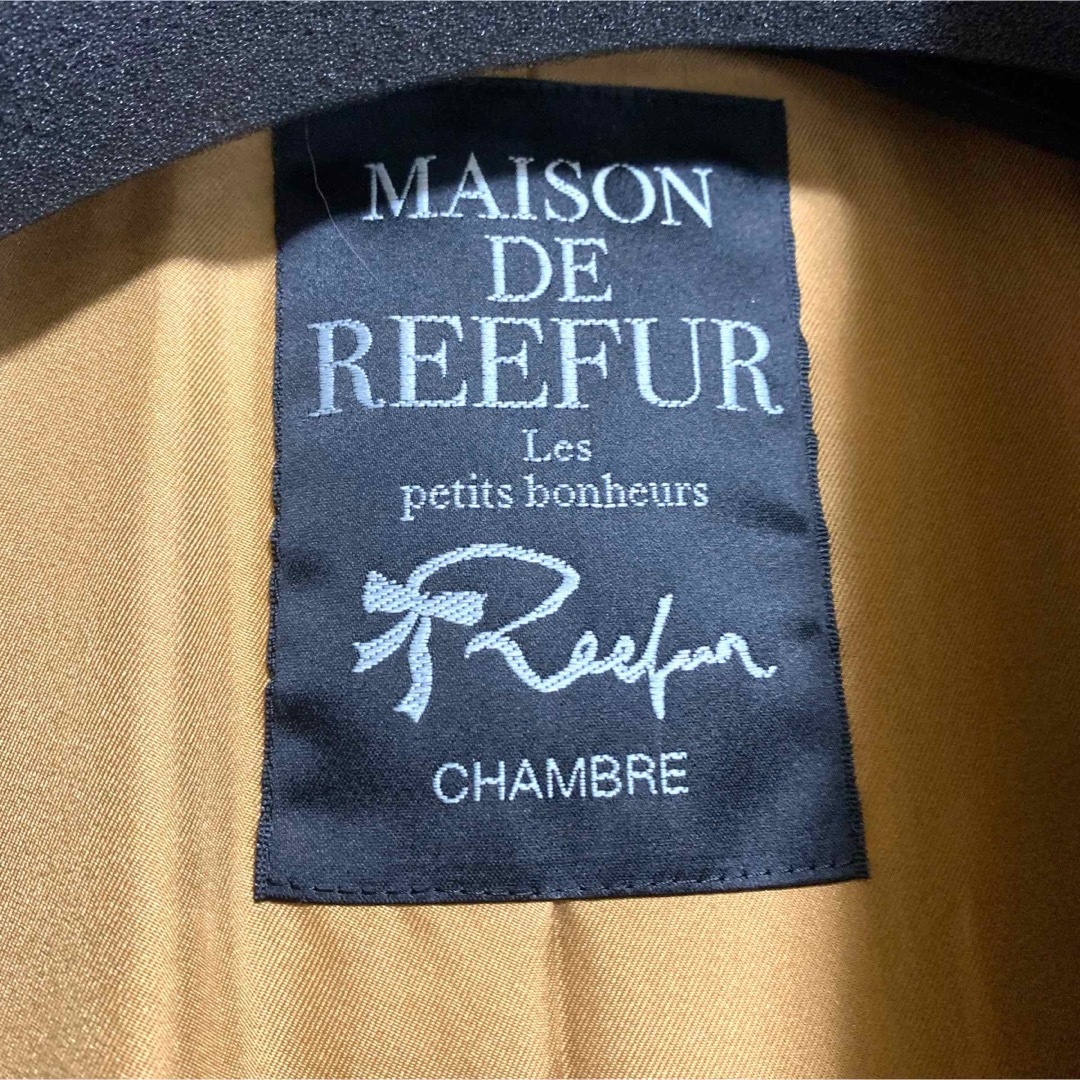 MAISON
DE
REEFUR
Les
petits bonheurs
Reefur
CHAMBRE